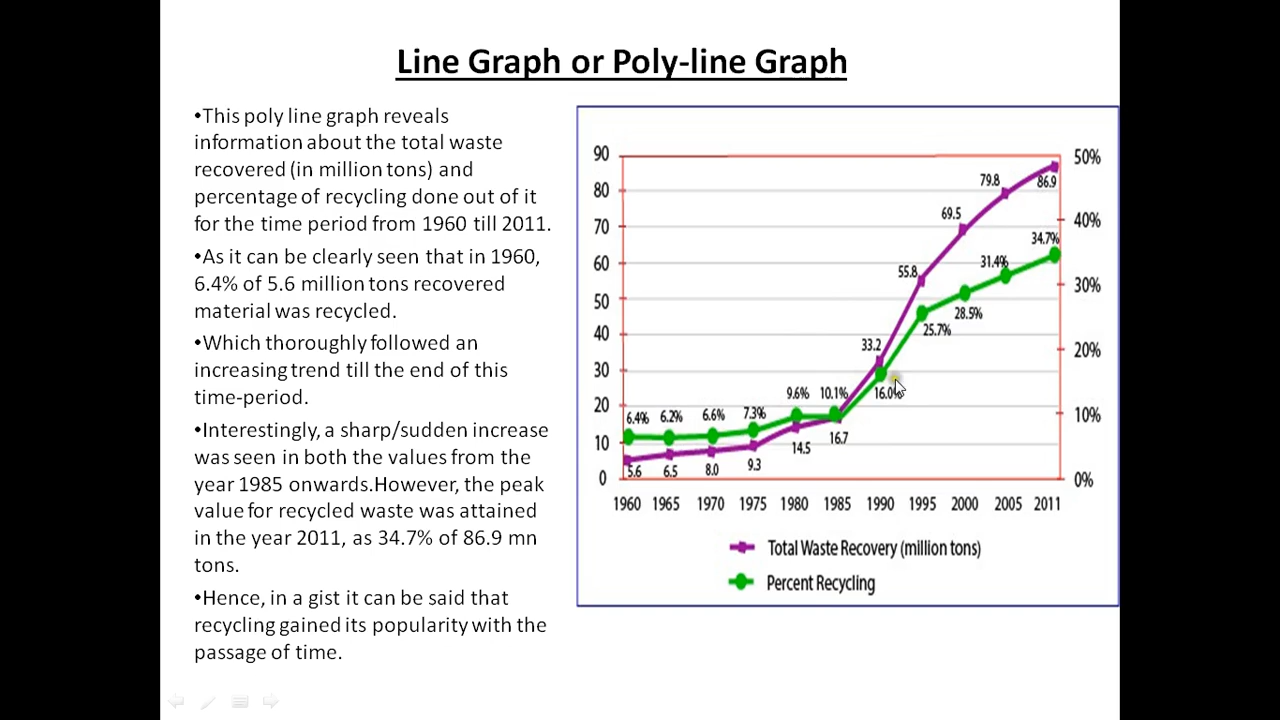 Line Graph or Poly-line Graph
•This poly line graph reveals
information about the total waste
recovered (in million tons) and
percentage of recycling done out of it
for the time period from 1960 till 2011.
•As it can be clearly seen that in 1960,
6.4% of 5.6 million tons recovered
material was recycled.
•Which thoroughly followed an
increasing trend till the end of this
time-period.
•Interestingly, a sharp/sudden increase
was seen in both the values from the
year 1985 onwards.However, the peak
value for recycled waste was attained
in the year 2011, as 34.7% of 86.9 mn
tons.
•Hence, in a gist it can be said that
recycling gained its popularity with the
passage of time.
90
80
70
60
50
40
30
20
10
0
50%
40%
30%
20%
10%
0%
6.4% 6.2% 6.6% 7.3% 9.6% 10.1% 16.0% 25.7% 28.5% 31.4% 34.7%
5.6 6.5 8.0 9.3 14.5 16.7 33.2 55.8 69.5 79.8 86.9
1960 1965 1970 1975 1980 1985 1990 1995 2000 2005 2011
Total Waste Recovery (million tons)
Percent Recycling